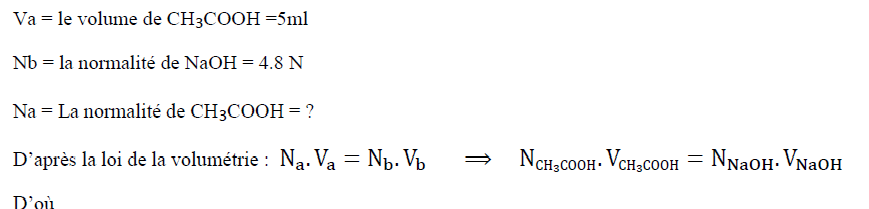 Va = le volume de CH₃COOH =5ml
Nb = la normalité de NaOH = 4.8 N
Na = La normalité de CH₃COOH = ?
D’après la loi de la volumétrie : Nₐ. Vₐ = N_b. V_b ⟹ N_CH₃COOH. V_CH₃COOH = N_NaOH. V_NaOH
D’où